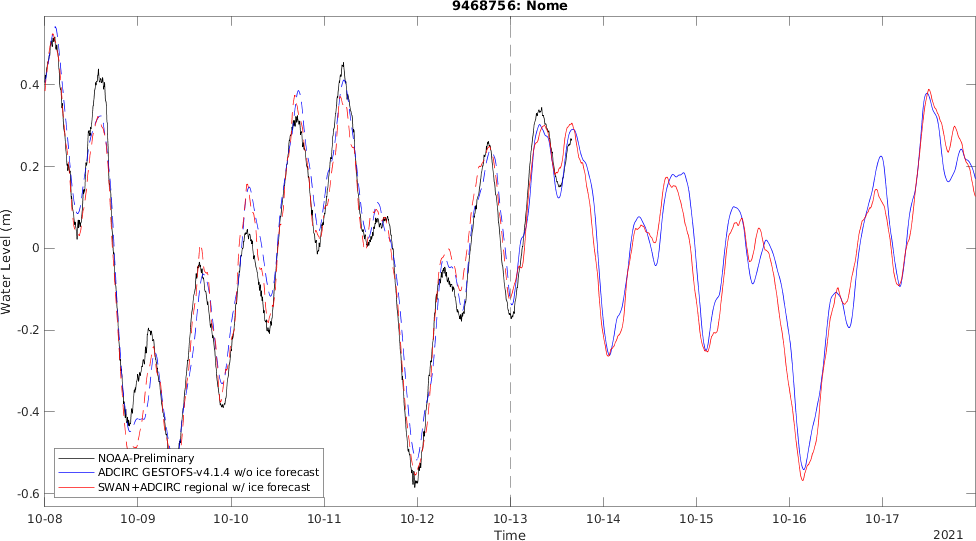 9468756: Nome
Water Level (m)
0.4
0.2
0
-0.2
-0.4
-0.6
NOAA-Preliminary
ADCIRC GESTOFS-v4.1.4 w/o ice forecast
SWAN+ADCIRC regional w/ ice forecast
10-08 10-09 10-10 10-11 10-12 10-13 10-14 10-15 10-16 10-17
Time
2021